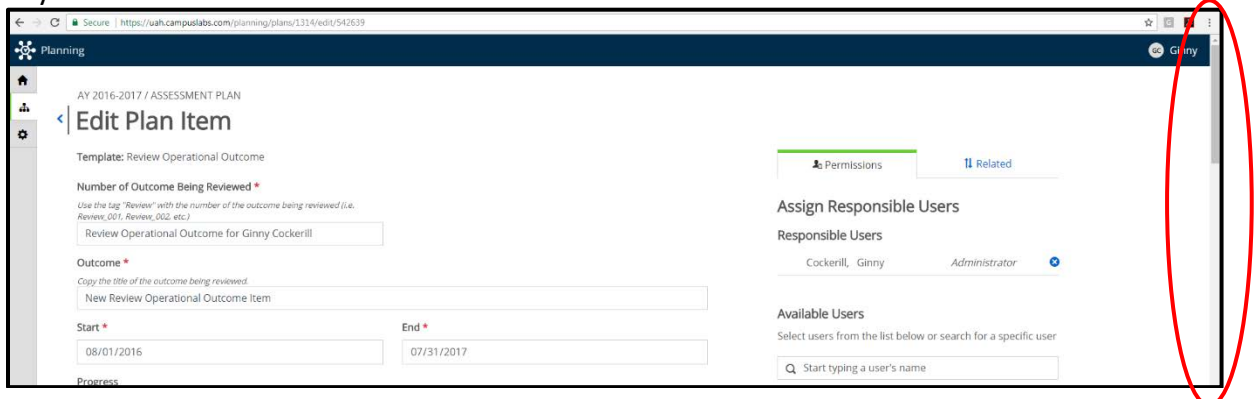 Secure | https://uah.campuslabs.com/planning/plans/1314/edit/542639
Planning
GC Ginny
AY 2016-2017 / ASSESSMENT PLAN
Edit Plan Item
Template: Review Operational Outcome
Number of Outcome Being Reviewed *
Use the tag "Review" with the number of the outcome being reviewed (i.e.
Review_001, Review_002, etc.)
Review Operational Outcome for Ginny Cockerill
Outcome *
Copy the title of the outcome being reviewed.
New Review Operational Outcome Item
Start *
End *
08/01/2016
07/31/2017
Progress
Permissions
Related
Assign Responsible Users
Responsible Users
Cockerill, Ginny
Administrator
Available Users
Select users from the list below or search for a specific user
Start typing a user's name